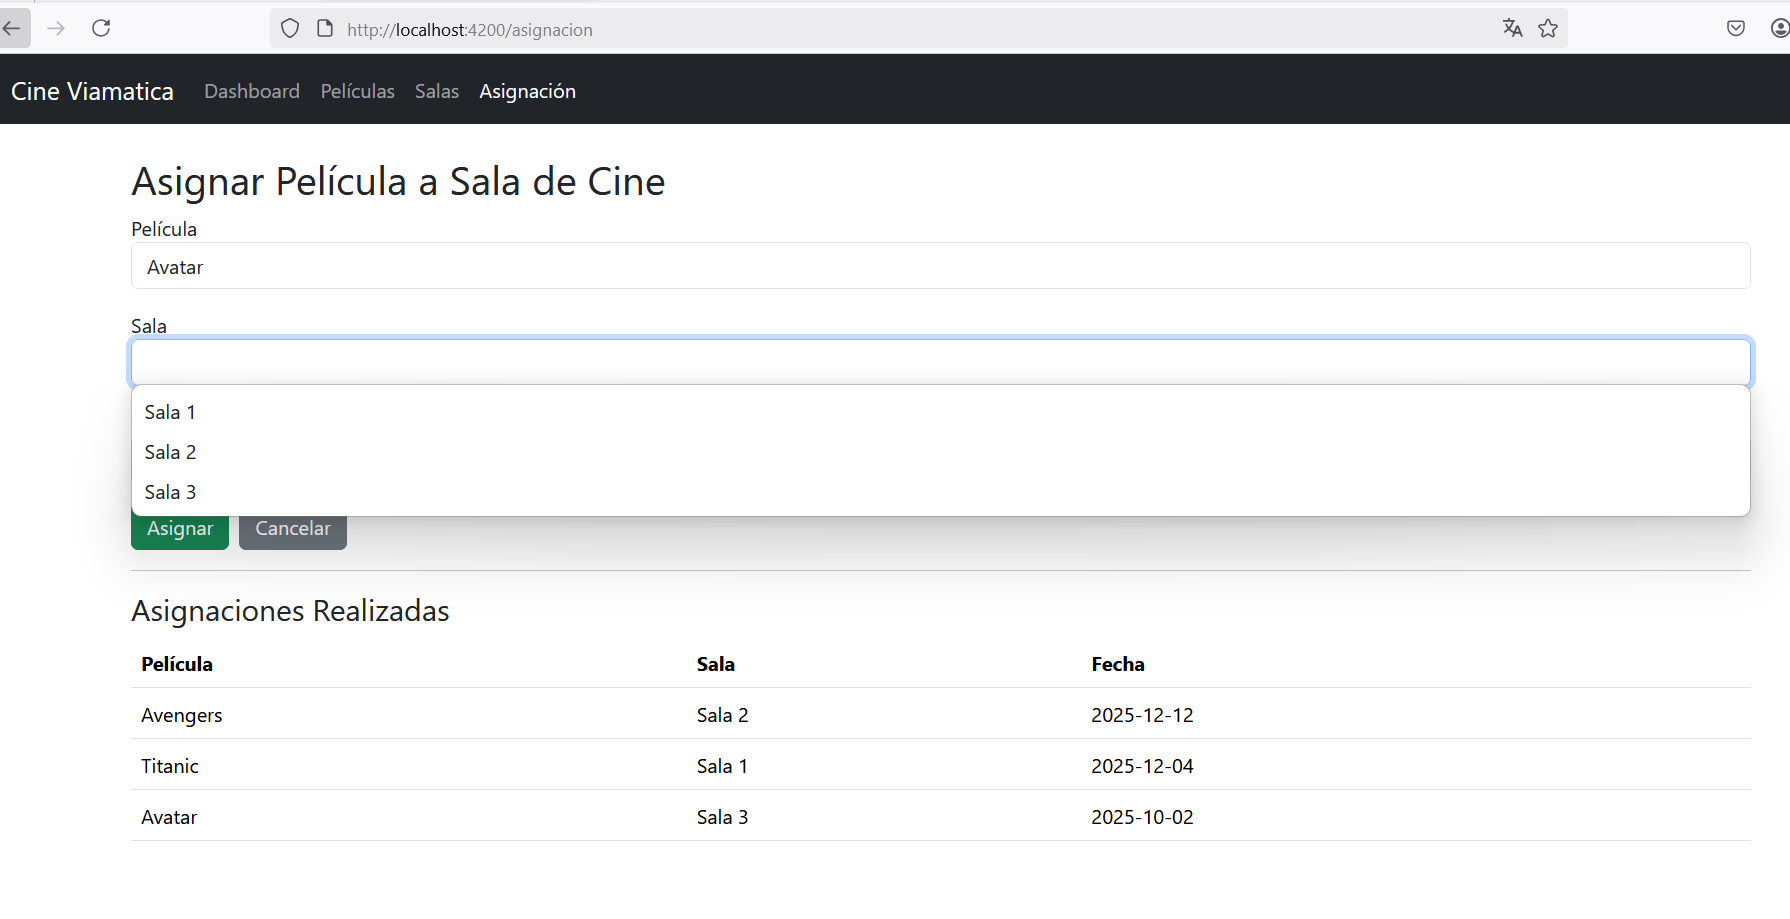 http://localhost:4200/asignacion
Cine Viamatica Dashboard Películas Salas Asignación
Asignar Película a Sala de Cine
Película
Avatar
Sala
Sala 1
Sala 2
Sala 3
Asignar Cancelar
Asignaciones Realizadas
Película Sala Fecha
Avengers Sala 2 2025-12-12
Titanic Sala 1 2025-12-04
Avatar Sala 3 2025-10-02